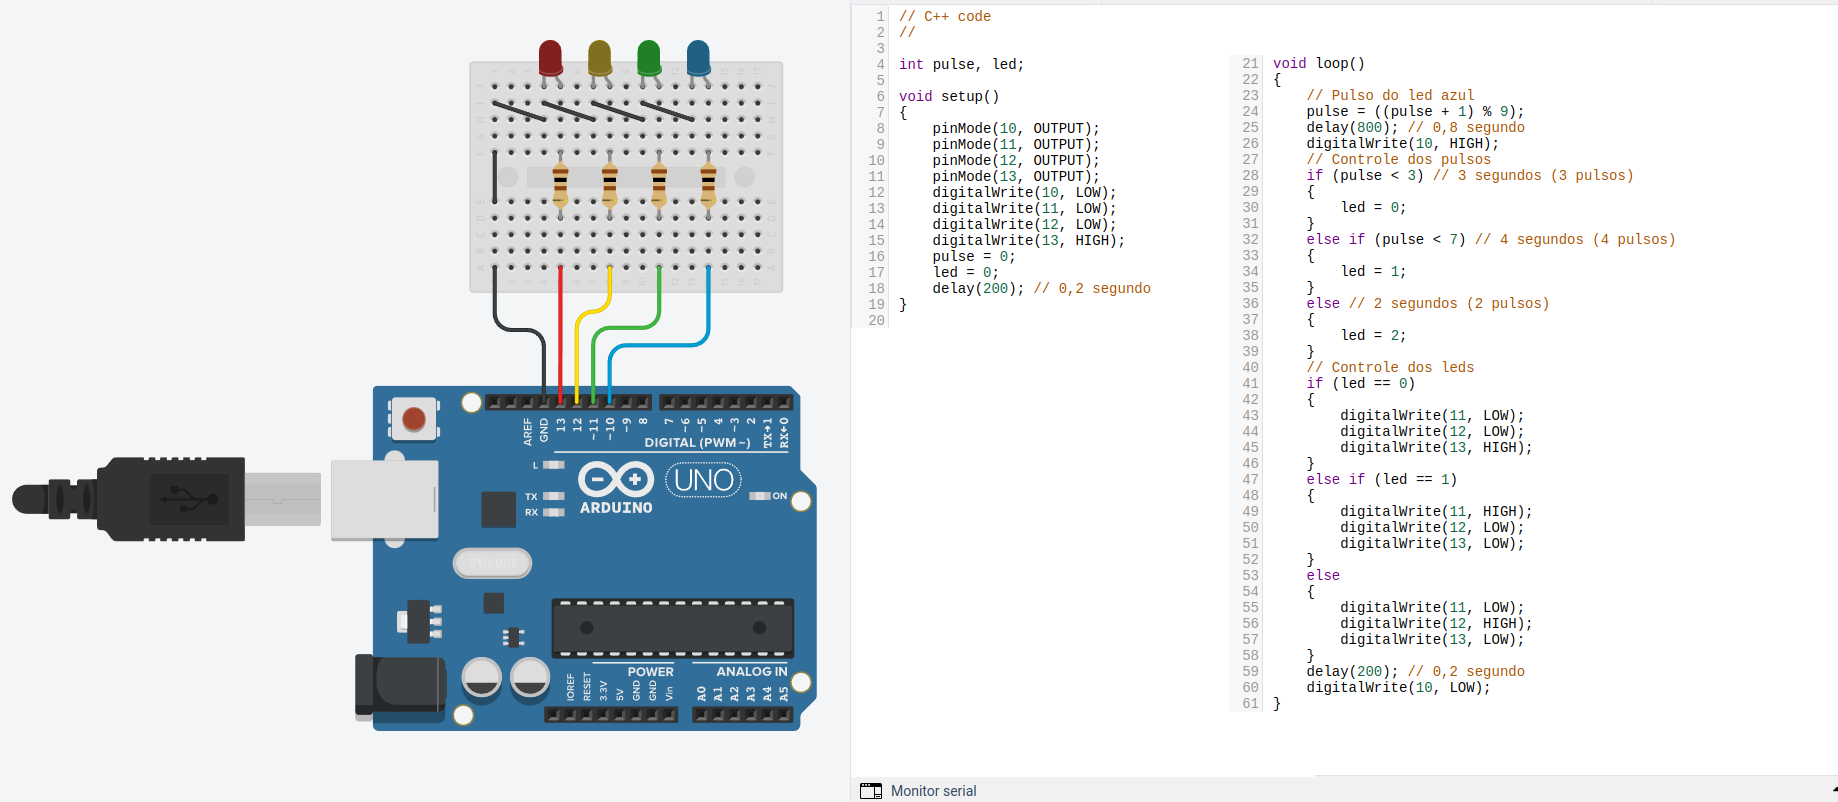 1 // C++ code
2 //
3
4 int pulse, led;
5
6 void setup()
7 {
8 pinMode(10, OUTPUT);
9 pinMode(11, OUTPUT);
10 pinMode(12, OUTPUT);
11 pinMode(13, OUTPUT);
12 digitalWrite(10, LOW);
13 digitalWrite(11, LOW);
14 digitalWrite(12, LOW);
15 digitalWrite(13, HIGH);
16 pulse = 0;
17 led = 0;
18 delay(200); // 0,2 segundo
19 }
20
21 void loop()
22 {
23 // Pulso do led azul
24 pulse = ((pulse + 1) % 9);
25 delay(800); // 0,8 segundo
26 digitalWrite(10, HIGH);
27 // Controle dos pulsos
28 if (pulse < 3) // 3 segundos (3 pulsos)
29 {
30 led = 0;
31 }
32 else if (pulse < 7) // 4 segundos (4 pulsos)
33 {
34 led = 1;
35 }
36 else // 2 segundos (2 pulsos)
37 {
38 led = 2;
39 }
40 // Controle dos leds
41 if (led == 0)
42 {
43 digitalWrite(11, LOW);
44 digitalWrite(12, LOW);
45 digitalWrite(13, HIGH);
46 }
47 else if (led == 1)
48 {
49 digitalWrite(11, HIGH);
50 digitalWrite(12, LOW);
51 digitalWrite(13, LOW);
52 }
53 else
54 {
55 digitalWrite(11, LOW);
56 digitalWrite(12, HIGH);
57 digitalWrite(13, LOW);
58 }
59 delay(200); // 0,2 segundo
60 digitalWrite(10, LOW);
61 }
AREF GND 13 12 ~11 ~10 ~9 8 7 ~6 ~5 4 ~3 2 TX→1 RX←0
DIGITAL (PWM ~)
L
TX
RX
ARDUINO
UNO
ON
POWER
ANALOG IN
IOREF RESET 3.3V 5V GND GND Vin A0 A1 A2 A3 A4 A5
Monitor serial